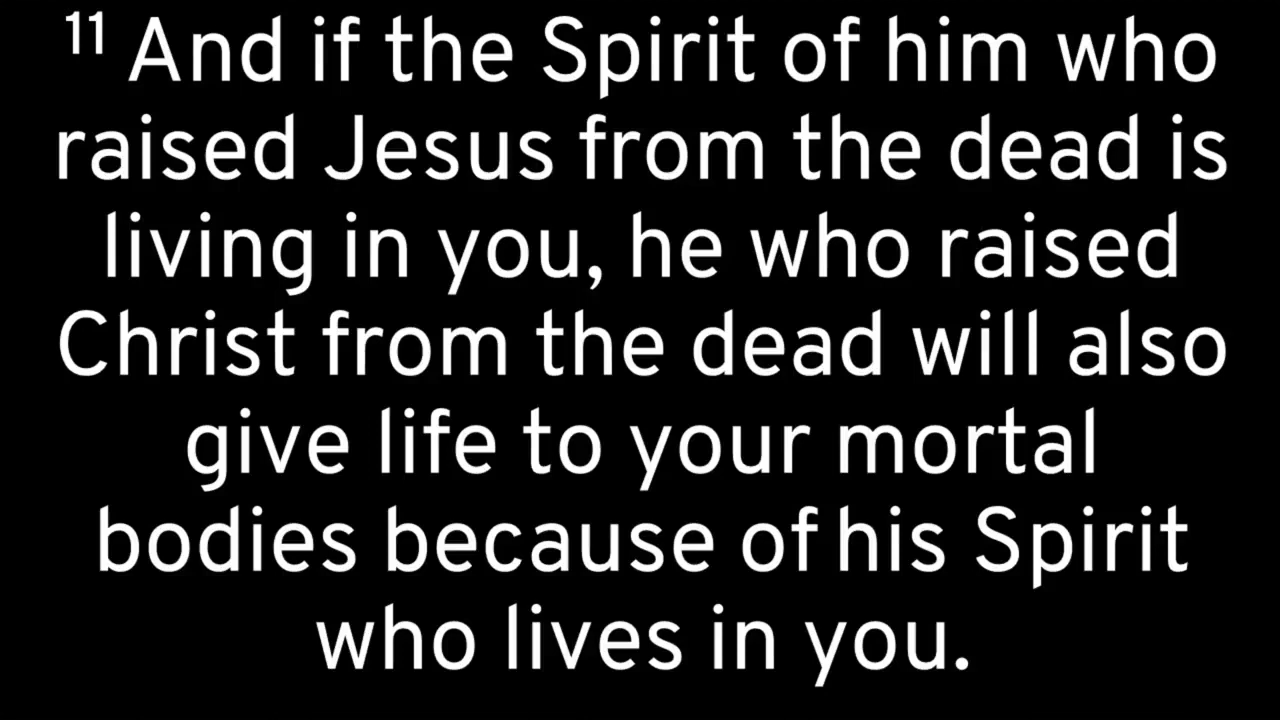 ¹¹ And if the Spirit of him who
raised Jesus from the dead is
living in you, he who raised
Christ from the dead will also
give life to your mortal
bodies because of his Spirit
who lives in you.